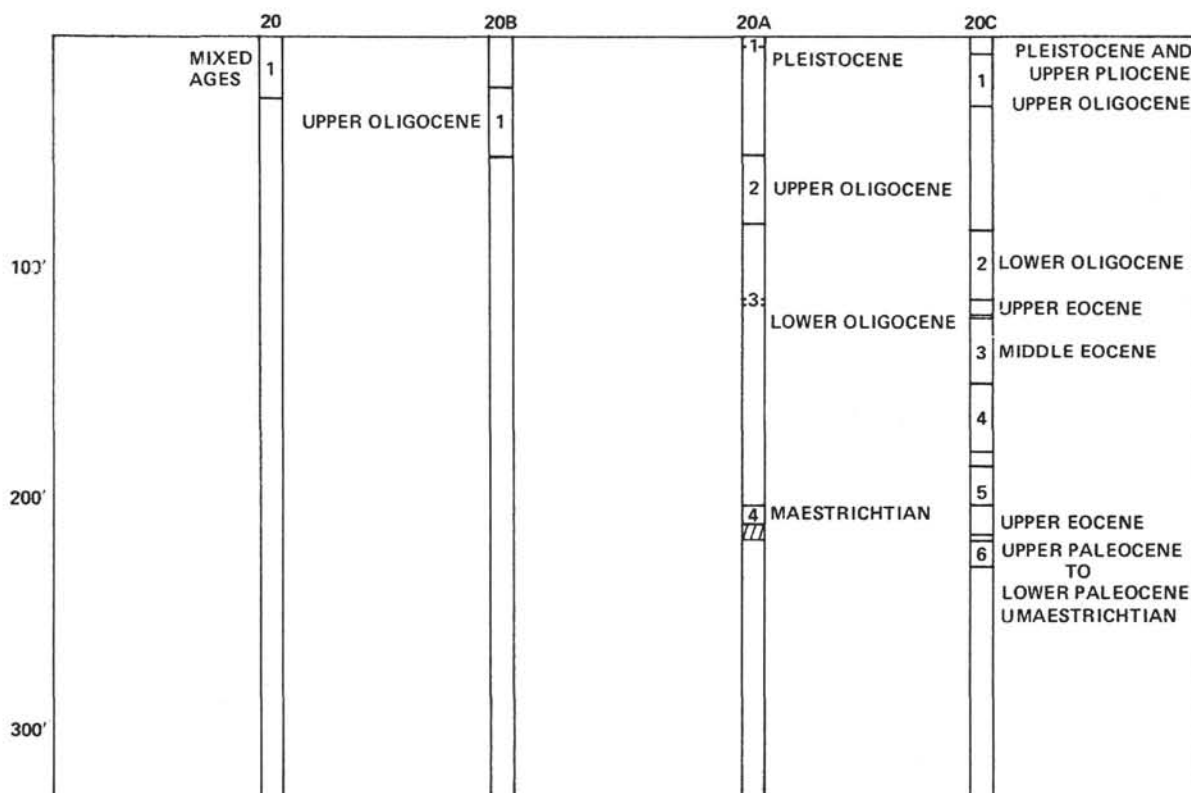 20
20B
20A
20C
MIXED
AGES
1
UPPER OLIGOCENE
1
1
PLEISTOCENE
2
UPPER OLIGOCENE
3
LOWER OLIGOCENE
4
MAESTRICHTIAN
PLEISTOCENE AND
UPPER PLIOCENE
1
UPPER OLIGOCENE
2
LOWER OLIGOCENE
UPPER EOCENE
3
MIDDLE EOCENE
4
5
UPPER EOCENE
6
UPPER PALEOCENE
TO
LOWER PALEOCENE
UMAESTRICHTIAN
100'
200'
300'